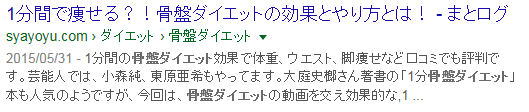 1分間で痩せる？！骨盤ダイエットの効果とやり方とは！ - まとログ
syayoyu.com › ダイエット › 骨盤ダイエット ▼
2015/05/31 - 1分間の骨盤ダイエット効果で体重、ウエスト、脚痩せなど口コミでも評判で
す。芸能人では、小森純、東原亜希もやってます。大庭史榔さん著書の「1分骨盤ダイエット」
本も人気のようですが、今回は、骨盤ダイエットの動画を交え効果的な,1 ...